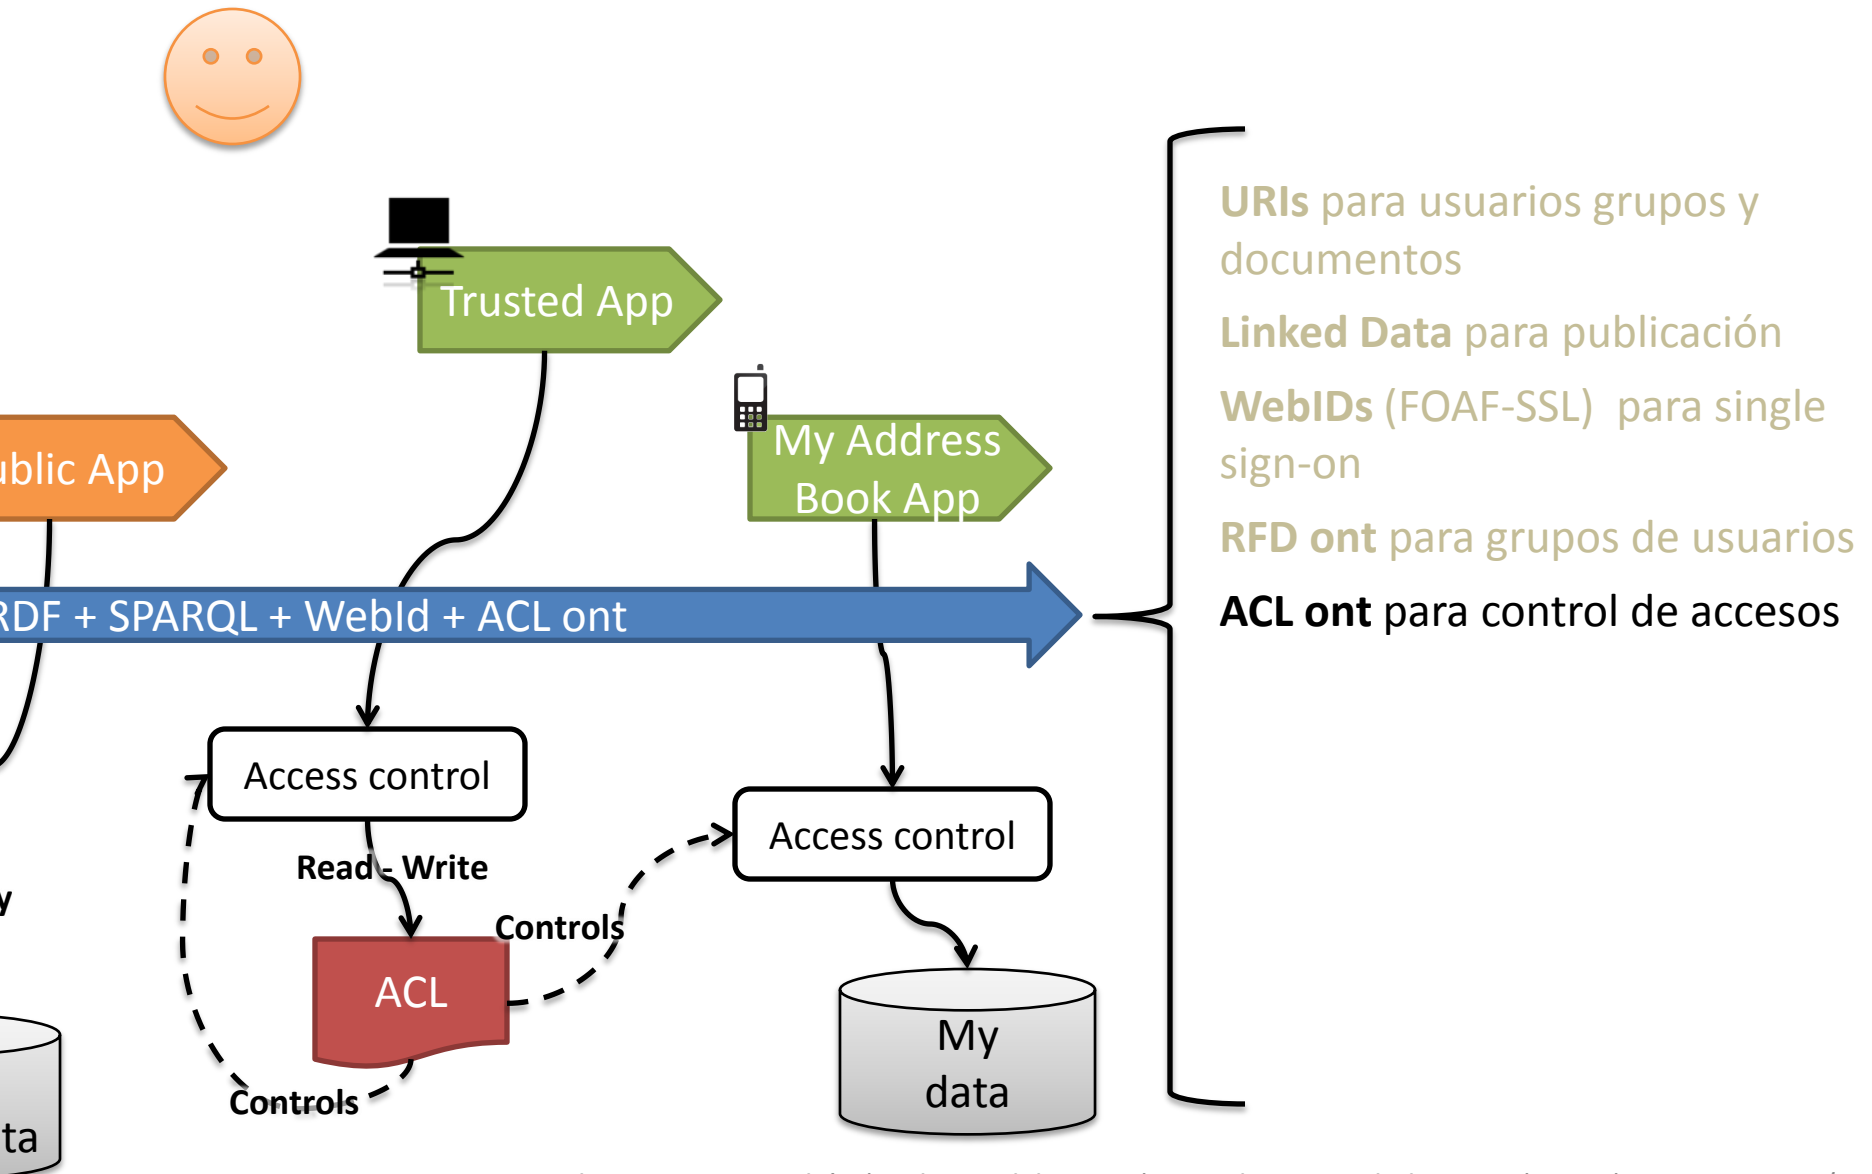 Trusted App
My Address
Book App
App
RDF + SPARQL + WebId + ACL ont
Access control
Access control
Read - Write
Controls
ACL
Controls
My
data
URIs para usuarios grupos y
documentos
Linked Data para publicación
WebIDs (FOAF-SSL) para single
sign-on
RFD ont para grupos de usuarios
ACL ont para control de accesos